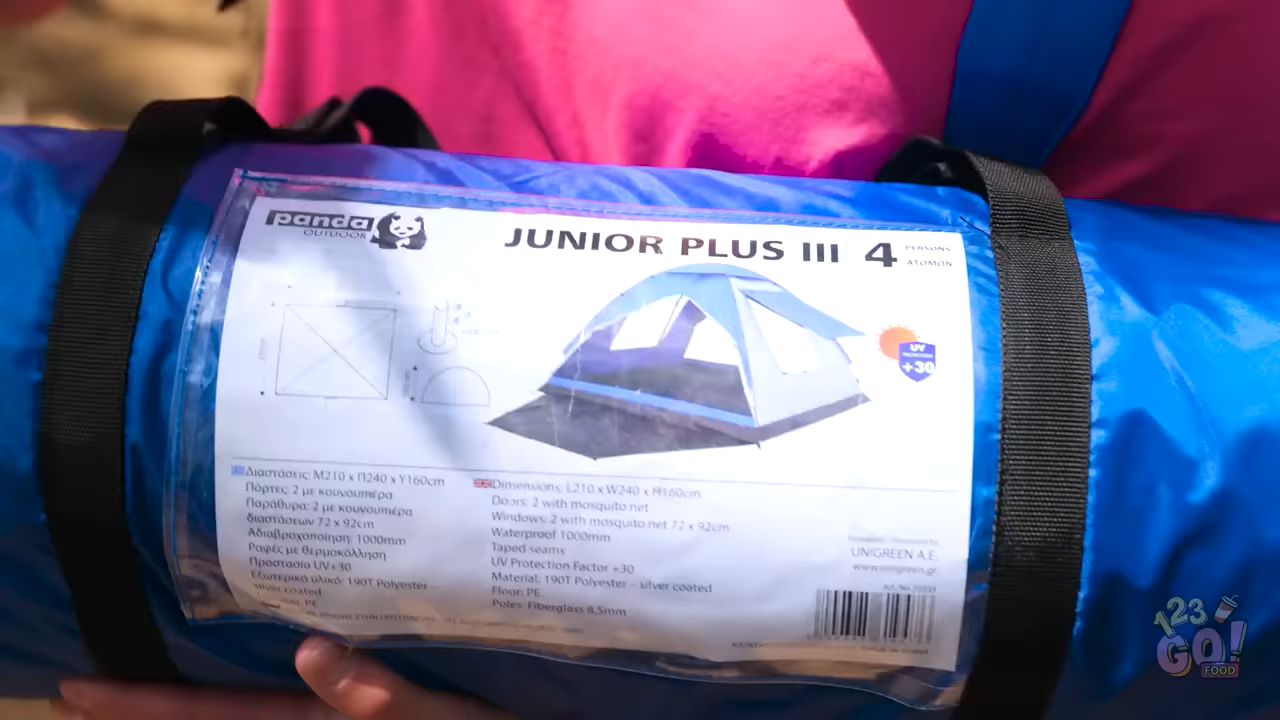 panda
OUTDOOR
JUNIOR PLUS III 4 PERSONS
ΑΤΟΜΩΝ
UV
+30
Διαστάσεις: Μ210 x Π240 x Υ160cm
Πόρτες: 2 με κουνουπιέρα
Παράθυρα: 2 με κουνουπιέρα
διαστάσεων 72 x 92cm
Αδιαβροχοποίηση: 1000mm
Ραφές με θερμοκόλληση
Προστασία UV+30
Εξωτερικό υλικό: 190T Polyester –
silver coated
PE
Dimensions: L210 x W240 x H160cm
Doors: 2 with mosquito net
Windows: 2 with mosquito net 72 x 92cm
Waterproof 1000mm
Taped seams
UV Protection Factor +30
Material: 190T Polyester – silver coated
Floor: PE
Poles: Fiberglass 8,5mm
UNIGREEN A.E.
www.unigreen.gr
123
GO!
FOOD